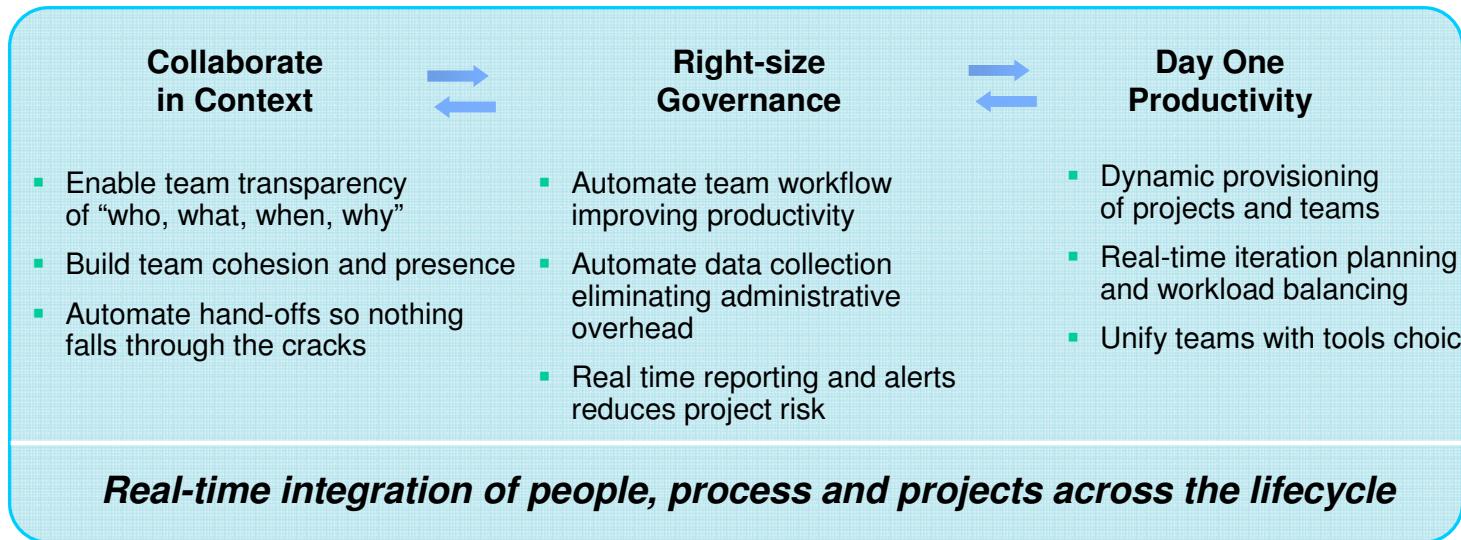 Collaborate
in Context
Enable team transparency
of “who, what, when, why”
Build team cohesion and presence
Automate hand-offs so nothing
falls through the cracks
Right-size
Governance
Automate team workflow
improving productivity
Automate data collection
eliminating administrative
overhead
Real time reporting and alerts
reduces project risk
Day One
Productivity
Dynamic provisioning
of projects and teams
Real-time iteration planning
and workload balancing
Unify teams with tools
Real-time integration of people, process and projects across the lifecycle